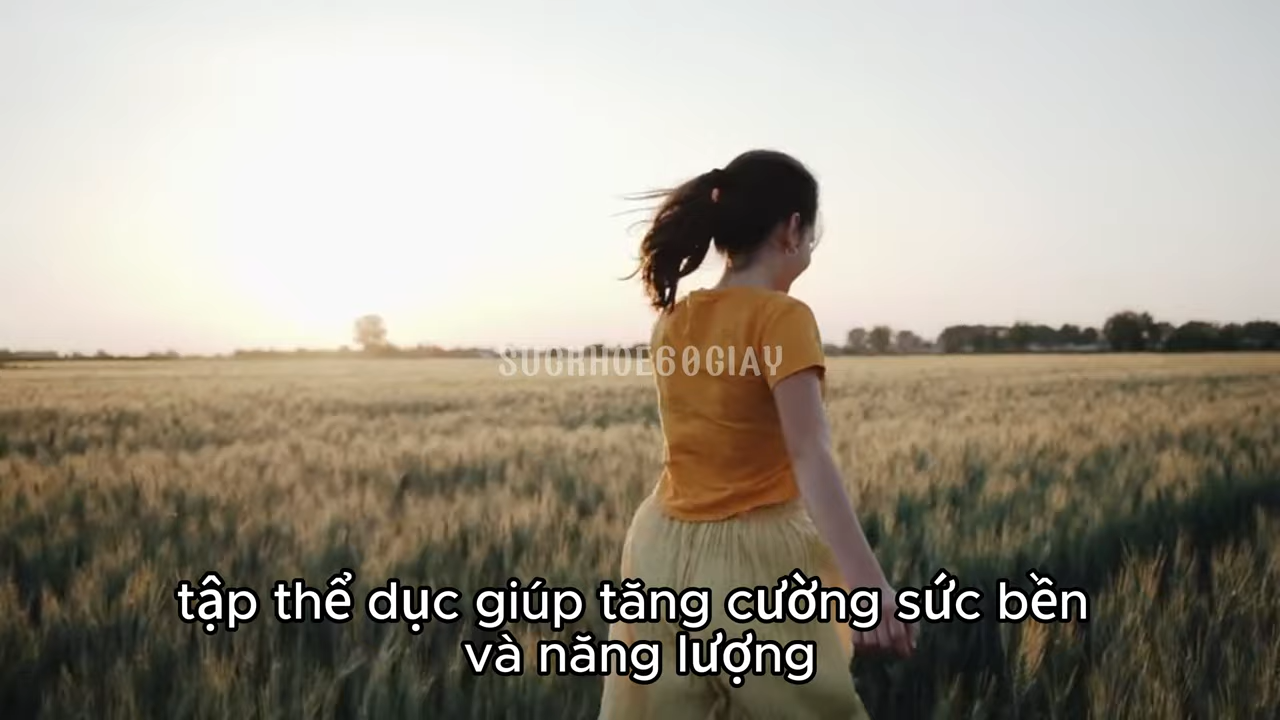 SUCKHOE60GIAY
tập thể dục giúp tăng cường sức bền
và năng lượng